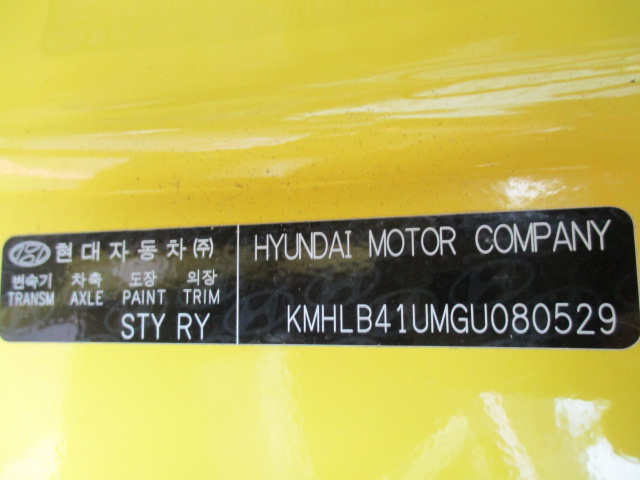 현대자동차(주)
변속기 차축 도장 의장
TRANSM AXLE PAINT TRIM
STY RY
HYUNDAI MOTOR COMPANY
KMHLB41UMGU080529